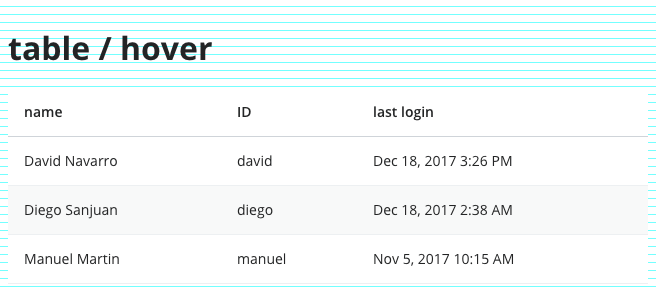 table / hover
name ID last login
David Navarro david Dec 18, 2017 3:26 PM
Diego Sanjuan diego Dec 18, 2017 2:38 AM
Manuel Martin manuel Nov 5, 2017 10:15 AM